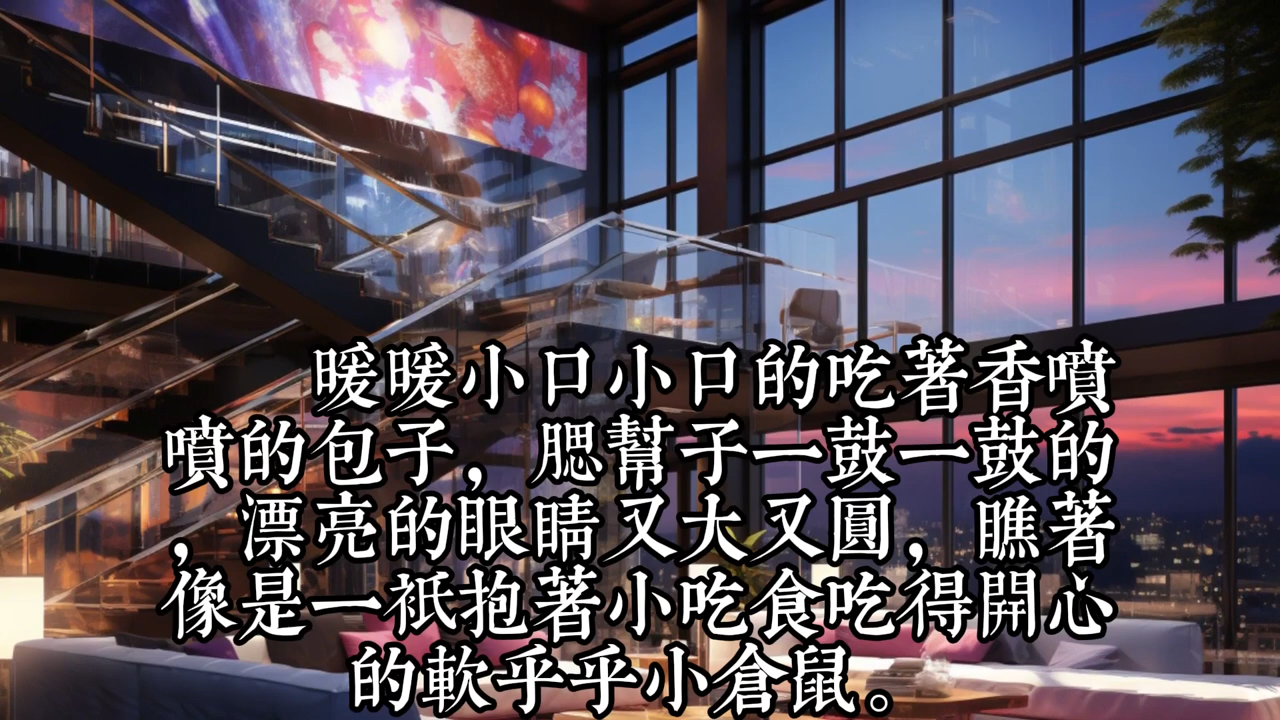 暖暖小口小口的吃著香噴
噴的包子，腮幫子一鼓一鼓的
，漂亮的眼睛又大又圓，瞧著
像是一衹抱著小吃食吃得開心
的軟乎乎小倉鼠。